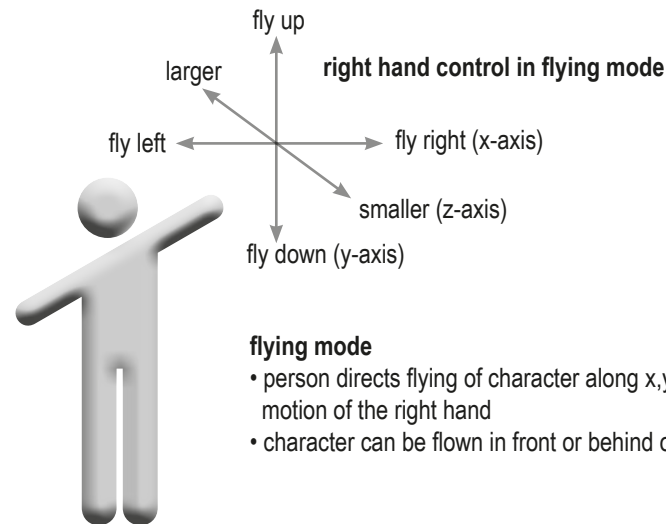 fly up
right hand control in flying mode
larger
fly left
fly right (x-axis)
smaller (z-axis)
fly down (y-axis)
flying mode
• person directs flying of character along x,y
motion of the right hand
• character can be flown in front or behind